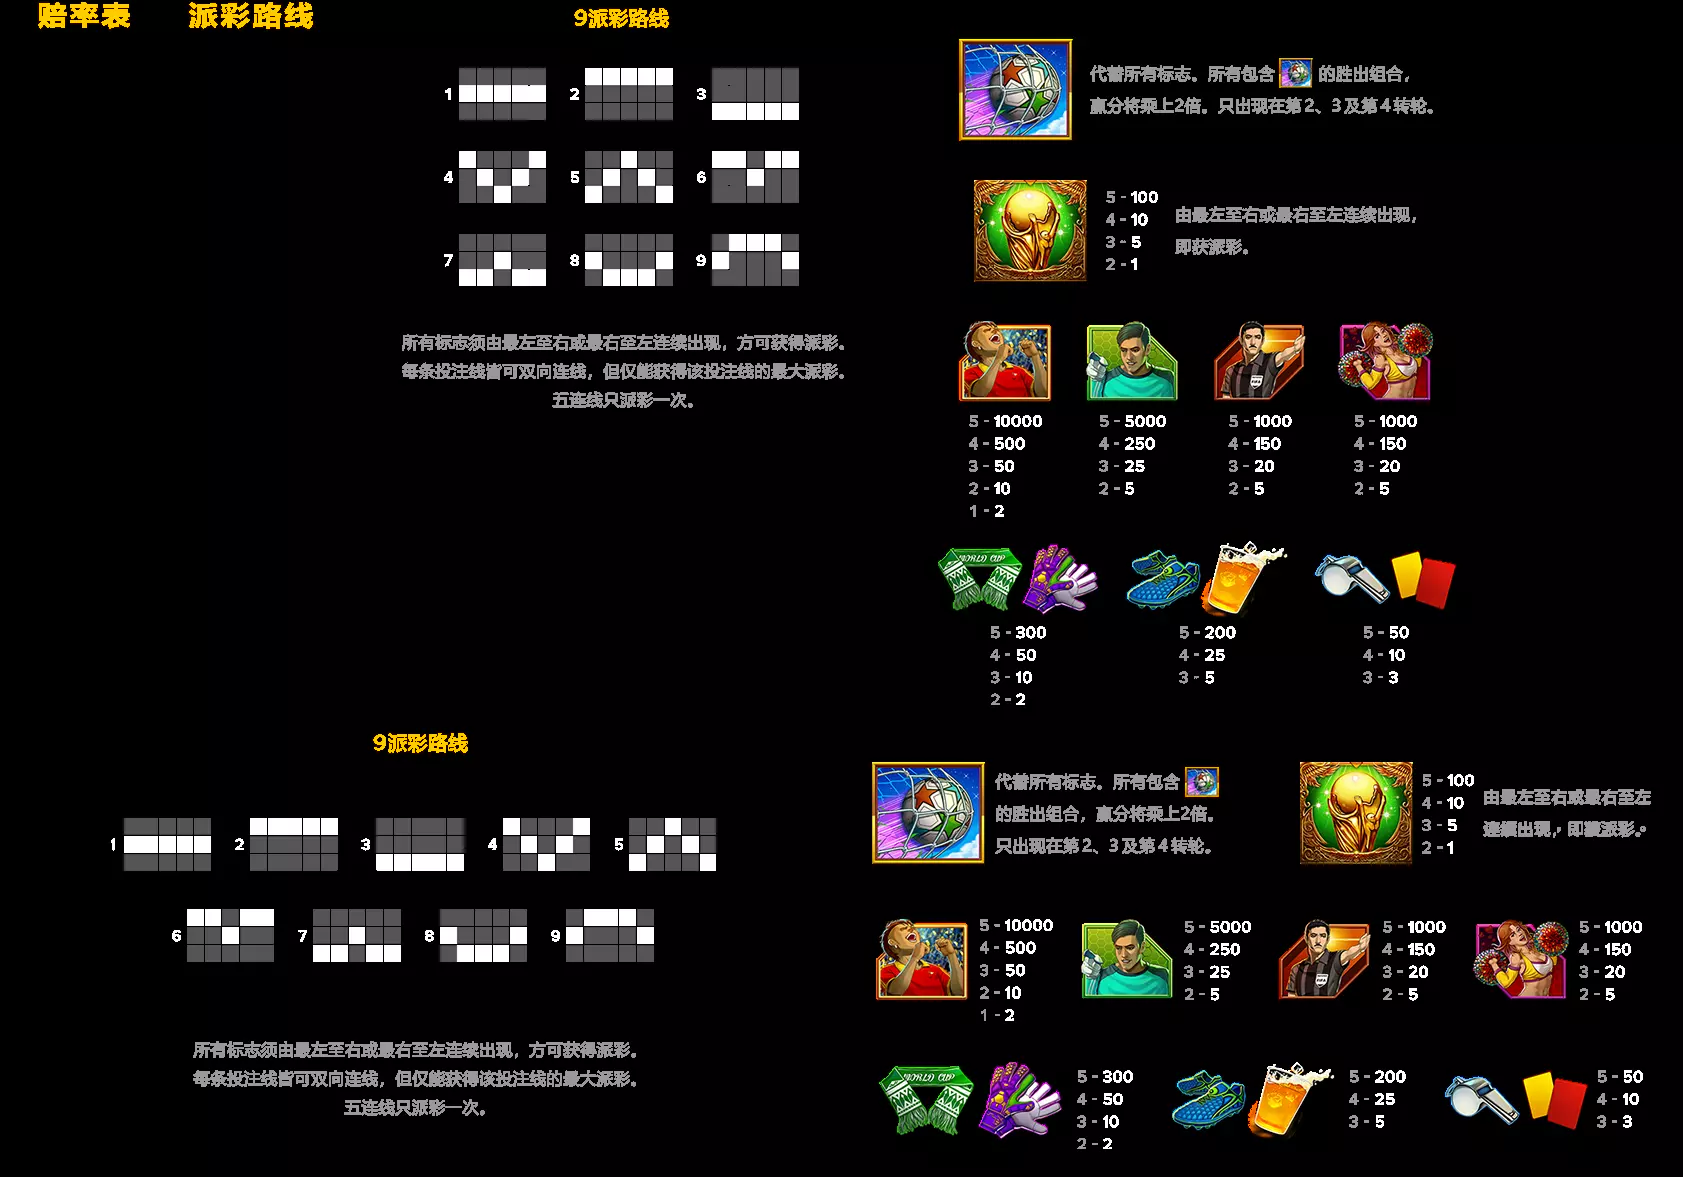 赔率表
派彩路线
9派彩路线
1
2
3
4
5
6
7
8
9
所有标志须由最左至右或最右至左连续出现，方可获得派彩。
每条投注线皆可双向连线，但仅能获得该投注线的最大派彩。
五连线只派彩一次。
代替所有标志。所有包含 的胜出组合，
赢分将乘上2倍。只出现在第2、3及第4转轮。
5 - 100
4 - 10
3 - 5
2 - 1
由最左至右或最右至左连续出现，
即获派彩。
5 - 10000
4 - 500
3 - 50
2 - 10
1 - 2
5 - 5000
4 - 250
3 - 25
2 - 5
5 - 1000
4 - 150
3 - 20
2 - 5
5 - 1000
4 - 150
3 - 20
2 - 5
WORLD CUP
5 - 300
4 - 50
3 - 10
2 - 2
5 - 200
4 - 25
3 - 5
5 - 50
4 - 10
3 - 3
9派彩路线
1
2
3
4
5
6
7
8
9
所有标志须由最左至右或最右至左连续出现，方可获得派彩。
每条投注线皆可双向连线，但仅能获得该投注线的最大派彩。
五连线只派彩一次。
代替所有标志。所有包含
的胜出组合，赢分将乘上2倍。
只出现在第2、3及第4转轮。
5 - 100
4 - 10
3 - 5
2 - 1
由最左至右或最右至左
连续出现，即获派彩。
5 - 10000
4 - 500
3 - 50
2 - 10
1 - 2
5 - 5000
4 - 250
3 - 25
2 - 5
FIFA
5 - 1000
4 - 150
3 - 20
2 - 5
5 - 1000
4 - 150
3 - 20
2 - 5
WORLD CUP
5 - 300
4 - 50
3 - 10
2 - 2
5 - 200
4 - 25
3 - 5
5 - 50
4 - 10
3 - 3